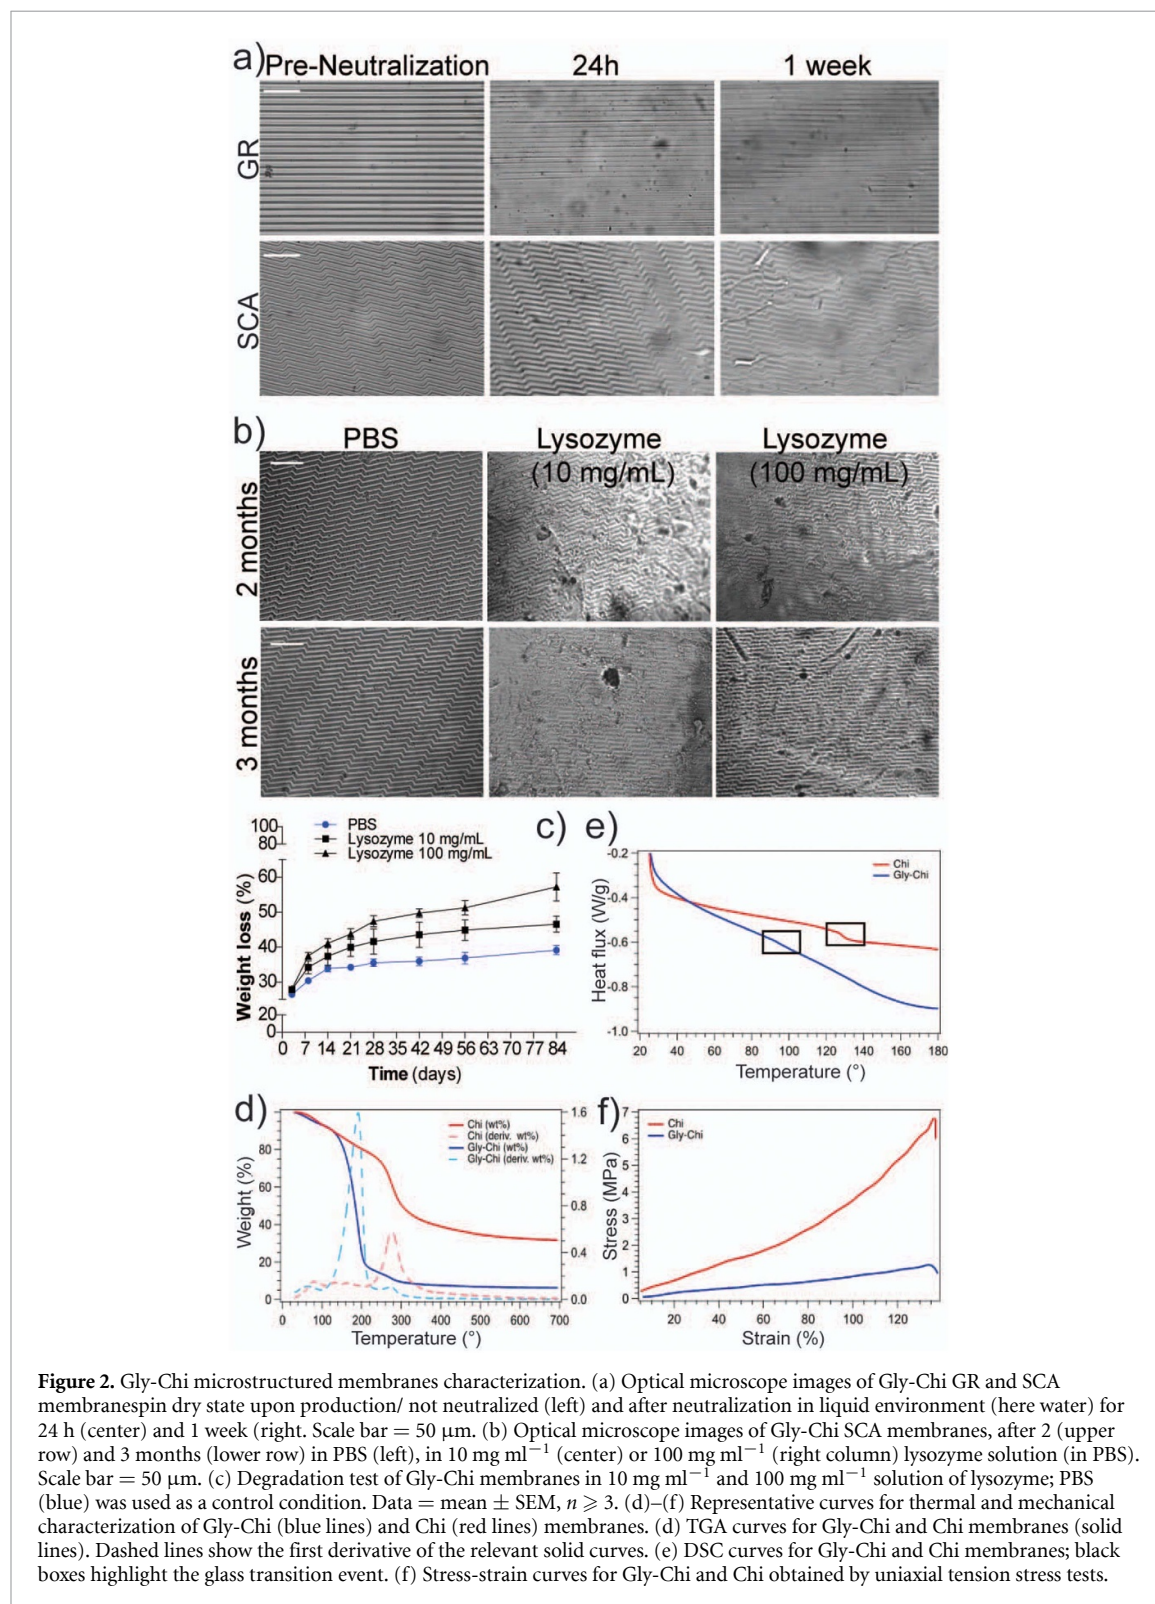 a)
Pre-Neutralization 24h 1 week
GR
SCA
b)
PBS Lysozyme (10 mg/mL) Lysozyme (100 mg/mL)
2 months
3 months
c)
PBS
Lysozyme 10 mg/mL
Lysozyme 100 mg/mL
Weight loss (%)
100
80
60
50
40
30
20
0
0 7 14 21 28 35 42 49 56 63 70 77 84
Time (days)
e)
Chi
Gly-Chi
Heat flux (W/g)
-0.2
-0.4
-0.6
-0.8
-1.0
20 40 60 80 100 120 140 160 180
Temperature (°)
d)
Chi (wt%)
Chi (deriv. wt%)
Gly-Chi (wt%)
Gly-Chi (deriv. wt%)
Weight (%)
80
60
40
20
0
1.6
1.2
0.8
0.4
0.0
0 100 200 300 400 500 600 700
Temperature (°)
f)
Chi
Gly-Chi
Stress (MPa)
7
6
5
4
3
2
1
0
20 40 60 80 100 120
Strain (%)
Figure 2. Gly-Chi microstructured membranes characterization. (a) Optical microscope images of Gly-Chi GR and SCA
membranespin dry state upon production/ not neutralized (left) and after neutralization in liquid environment (here water) for
24 h (center) and 1 week (right. Scale bar = 50 μm. (b) Optical microscope images of Gly-Chi SCA membranes, after 2 (upper
row) and 3 months (lower row) in PBS (left), in 10 mg ml⁻¹ (center) or 100 mg ml⁻¹ (right column) lysozyme solution (in PBS).
Scale bar = 50 μm. (c) Degradation test of Gly-Chi membranes in 10 mg ml⁻¹ and 100 mg ml⁻¹ solution of lysozyme; PBS
(blue) was used as a control condition. Data = mean ± SEM, n ⩾ 3. (d)–(f) Representative curves for thermal and mechanical
characterization of Gly-Chi (blue lines) and Chi (red lines) membranes. (d) TGA curves for Gly-Chi and Chi membranes (solid
lines). Dashed lines show the first derivative of the relevant solid curves. (e) DSC curves for Gly-Chi and Chi membranes; black
boxes highlight the glass transition event. (f) Stress-strain curves for Gly-Chi and Chi obtained by uniaxial tension stress tests.